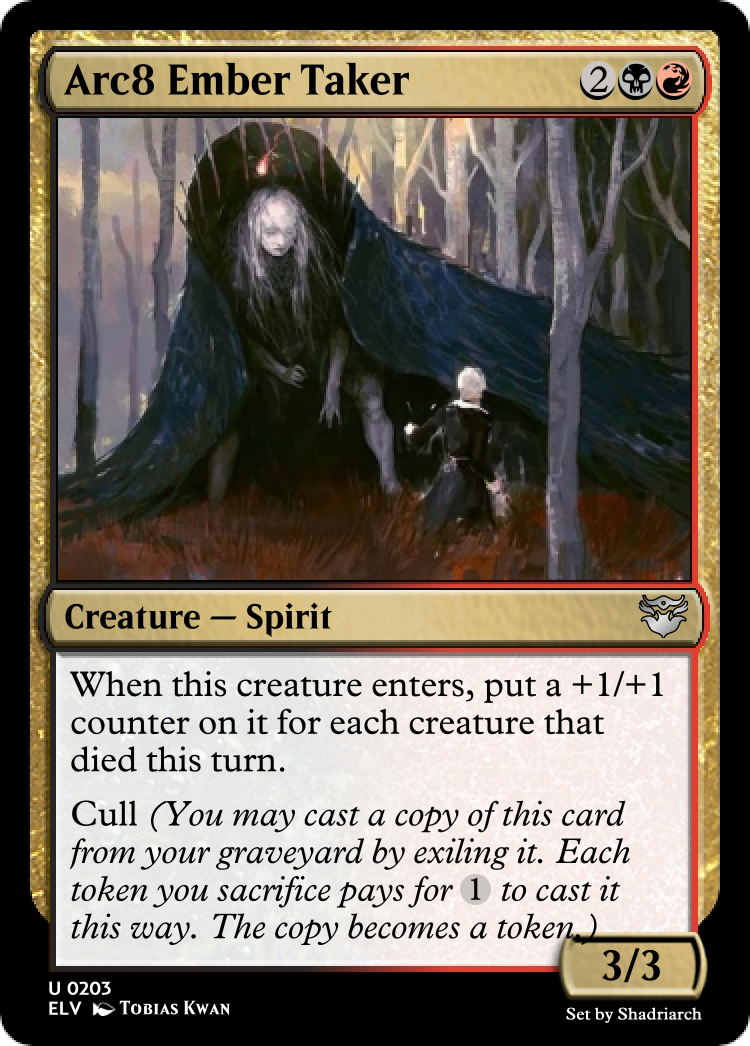 Arc8 Ember Taker 2
Creature — Spirit
When this creature enters, put a +1/+1
counter on it for each creature that
died this turn.
Cull (You may cast a copy of this card
from your graveyard by exiling it. Each
token you sacrifice pays for 1 to cast it
this way. The copy becomes a token.)
3/3
U 0203
ELV Tobias Kwan
Set by Shadriarch